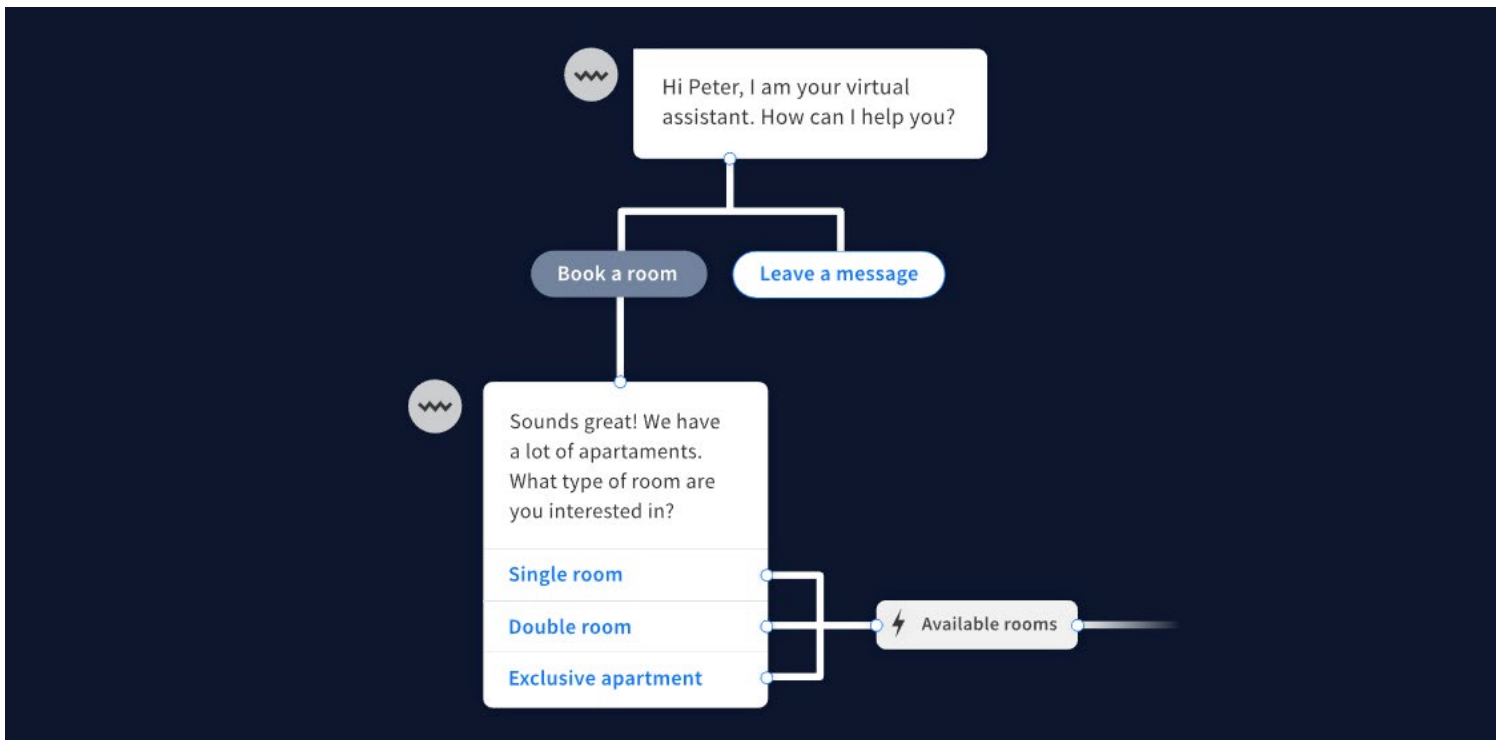 Hi Peter, I am your virtual
assistant. How can I help you?
Book a room
Leave a message
Sounds great! We have
a lot of apartaments.
What type of room are
you interested in?
Single room
Double room
Exclusive apartment
Available rooms